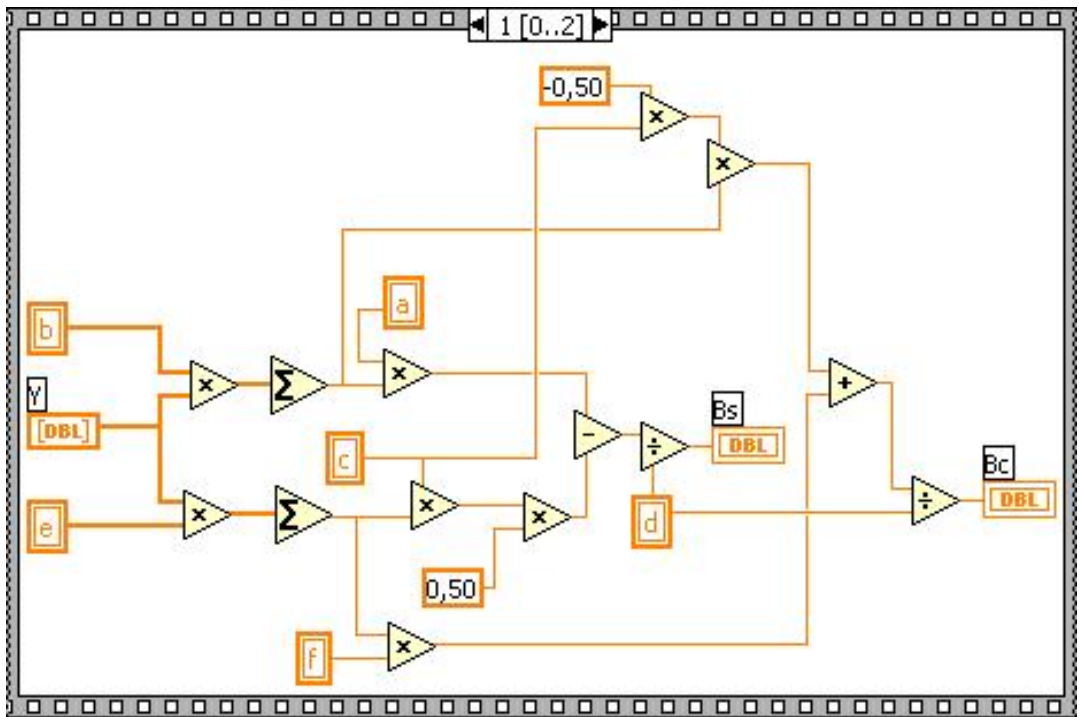 1 [0..2]
-0,50
×
×
a
b
×
Σ
×
+
Y
[DBL]
Bs
DBL
−
÷
c
Bc
DBL
÷
×
×
e
×
Σ
d
0,50
f
×